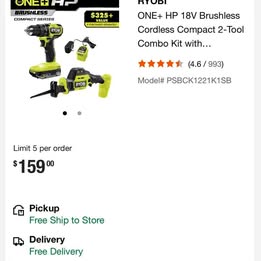 ONE+ HP
BRUSHLESS
COMPACT SERIES
$325+
RYOBI
ONE+ HP 18V Brushless
Cordless Compact 2-Tool
Combo Kit with…
(4.6 / 993)
Model# PSBCK1221K1SB
Limit 5 per order
$159 00
Pickup
Free Ship to Store
Delivery
Free Delivery